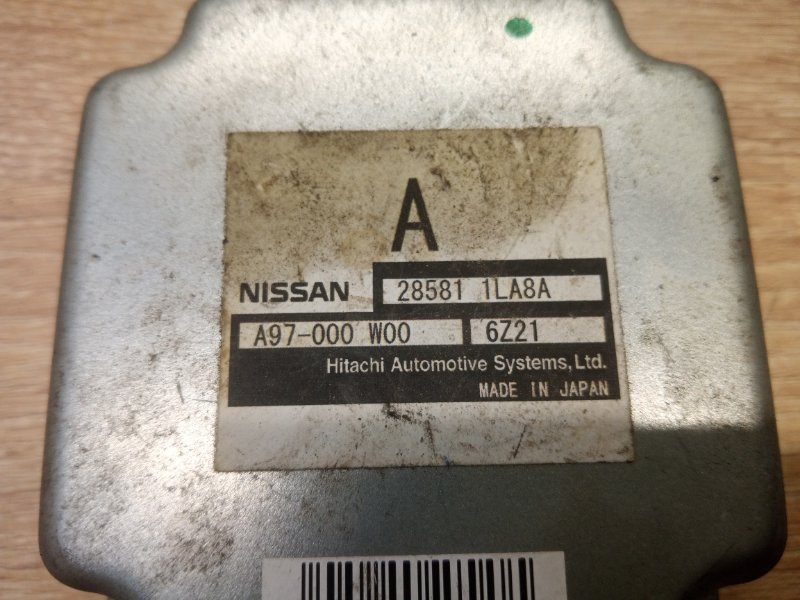 A
NISSAN 28581 1LA8A
A97-000 W00 6Z21
Hitachi Automotive Systems, Ltd.
MADE IN JAPAN